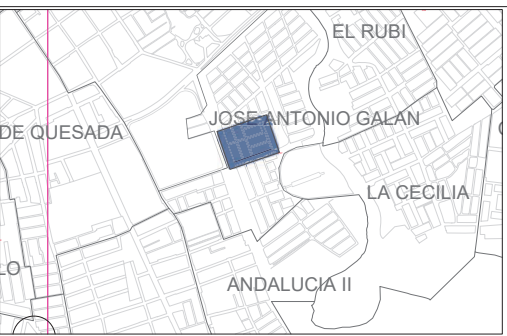 EL RUBI
JOSE ANTONIO GALAN
DE QUESADA
LA CECILIA
LO
ANDALUCIA II